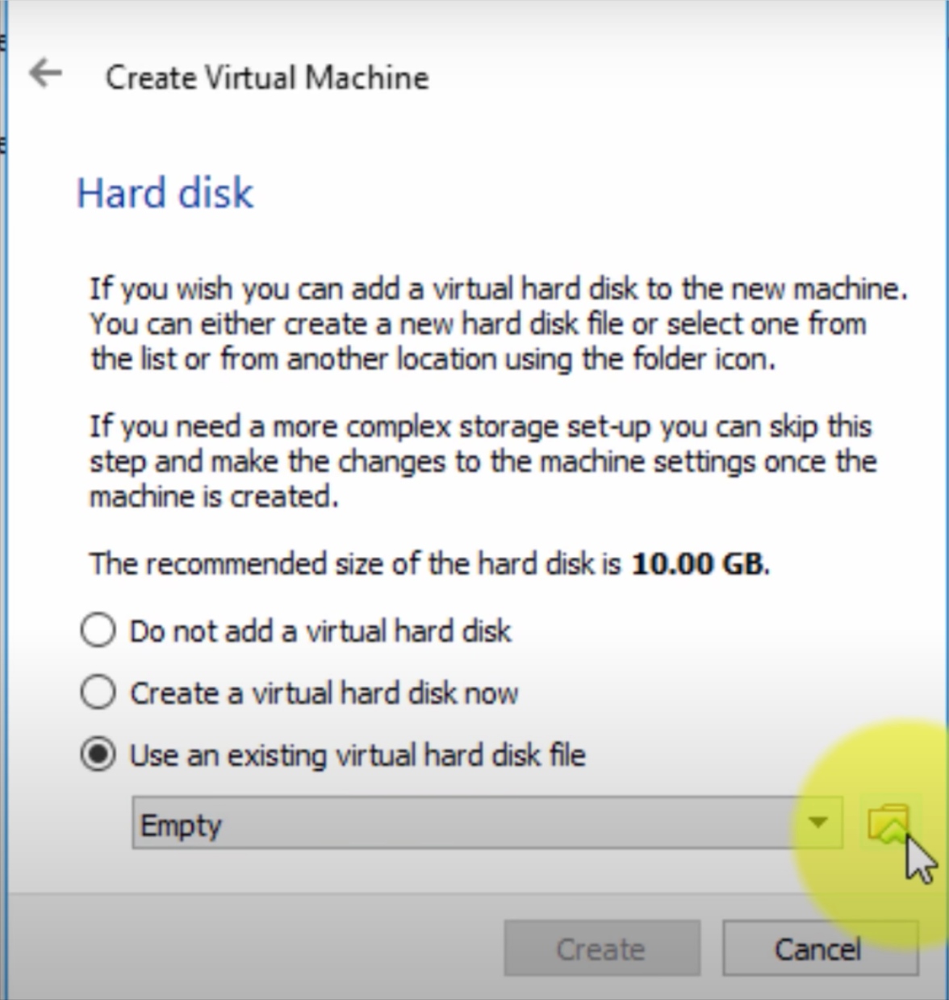 Create Virtual Machine
Hard disk
If you wish you can add a virtual hard disk to the new machine.
You can either create a new hard disk file or select one from
the list or from another location using the folder icon.
If you need a more complex storage set-up you can skip this
step and make the changes to the machine settings once the
machine is created.
The recommended size of the hard disk is 10.00 GB.
Do not add a virtual hard disk
Create a virtual hard disk now
Use an existing virtual hard disk file
Empty
Create Cancel